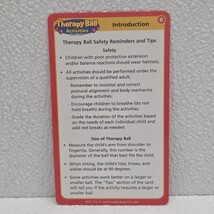 Therapy Ball
Activities
Introduction
Therapy Ball Safety Reminders and Tips
Safety
• Children with poor protective extension
and/or balance reactions should wear helmets.
• All activities should be performed under the
supervision of a qualified adult.
Remember to monitor and correct
postural alignment and body mechanics
during the activities.
Encourage children to breathe (do not
hold breath) during the activities.
Grade the duration of the activities based
on the needs of each individual child and
add rest breaks as needed.
Size of Therapy Ball
• Measure the child's arm from shoulder to
fingertip. Generally, this number is the
diameter of the ball that best fits the child.
• When sitting, the child's hips, knees, and
ankles should be at 90 degrees.
• Some activities work better on a larger or
smaller ball. The "Tips" section of the card
will tell you if the activity requires a larger or
smaller ball.